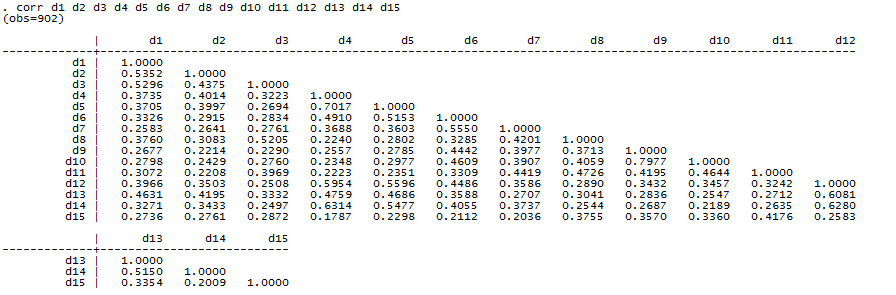 . corr d1 d2 d3 d4 d5 d6 d7 d8 d9 d10 d11 d12 d13 d14 d15
(obs=902)
| d1 d2 d3 d4 d5 d6 d7 d8 d9 d10 d11 d12
d1 | 1.0000
d2 | 0.5352 1.0000
d3 | 0.5296 0.4375 1.0000
d4 | 0.3735 0.4014 0.3223 1.0000
d5 | 0.3705 0.3997 0.2694 0.7017 1.0000
d6 | 0.3326 0.2915 0.2834 0.4910 0.5153 1.0000
d7 | 0.2583 0.2641 0.2761 0.3688 0.3603 0.5550 1.0000
d8 | 0.3760 0.3083 0.5205 0.2240 0.2802 0.3285 0.4201 1.0000
d9 | 0.2677 0.2214 0.2290 0.2557 0.2785 0.4442 0.3977 0.3713 1.0000
d10 | 0.2798 0.2429 0.2760 0.2348 0.2977 0.4609 0.3907 0.4059 0.7977 1.0000
d11 | 0.3072 0.2208 0.3969 0.2223 0.2351 0.3309 0.4419 0.4726 0.4195 0.4644 1.0000
d12 | 0.3966 0.3503 0.2508 0.5954 0.5596 0.4486 0.3586 0.2890 0.3432 0.3457 0.3242 1.0000
d13 | 0.4631 0.4195 0.3332 0.4759 0.4686 0.3588 0.2707 0.3041 0.2836 0.2547 0.2712 0.6081
d14 | 0.3271 0.3433 0.2497 0.6314 0.5477 0.4055 0.3737 0.2544 0.2687 0.2189 0.2635 0.6280
d15 | 0.2736 0.2761 0.2872 0.1787 0.2298 0.2112 0.2036 0.3755 0.3570 0.3360 0.4176 0.2583
| d13 d14 d15
d13 | 1.0000
d14 | 0.5150 1.0000
d15 | 0.3354 0.2009 1.0000